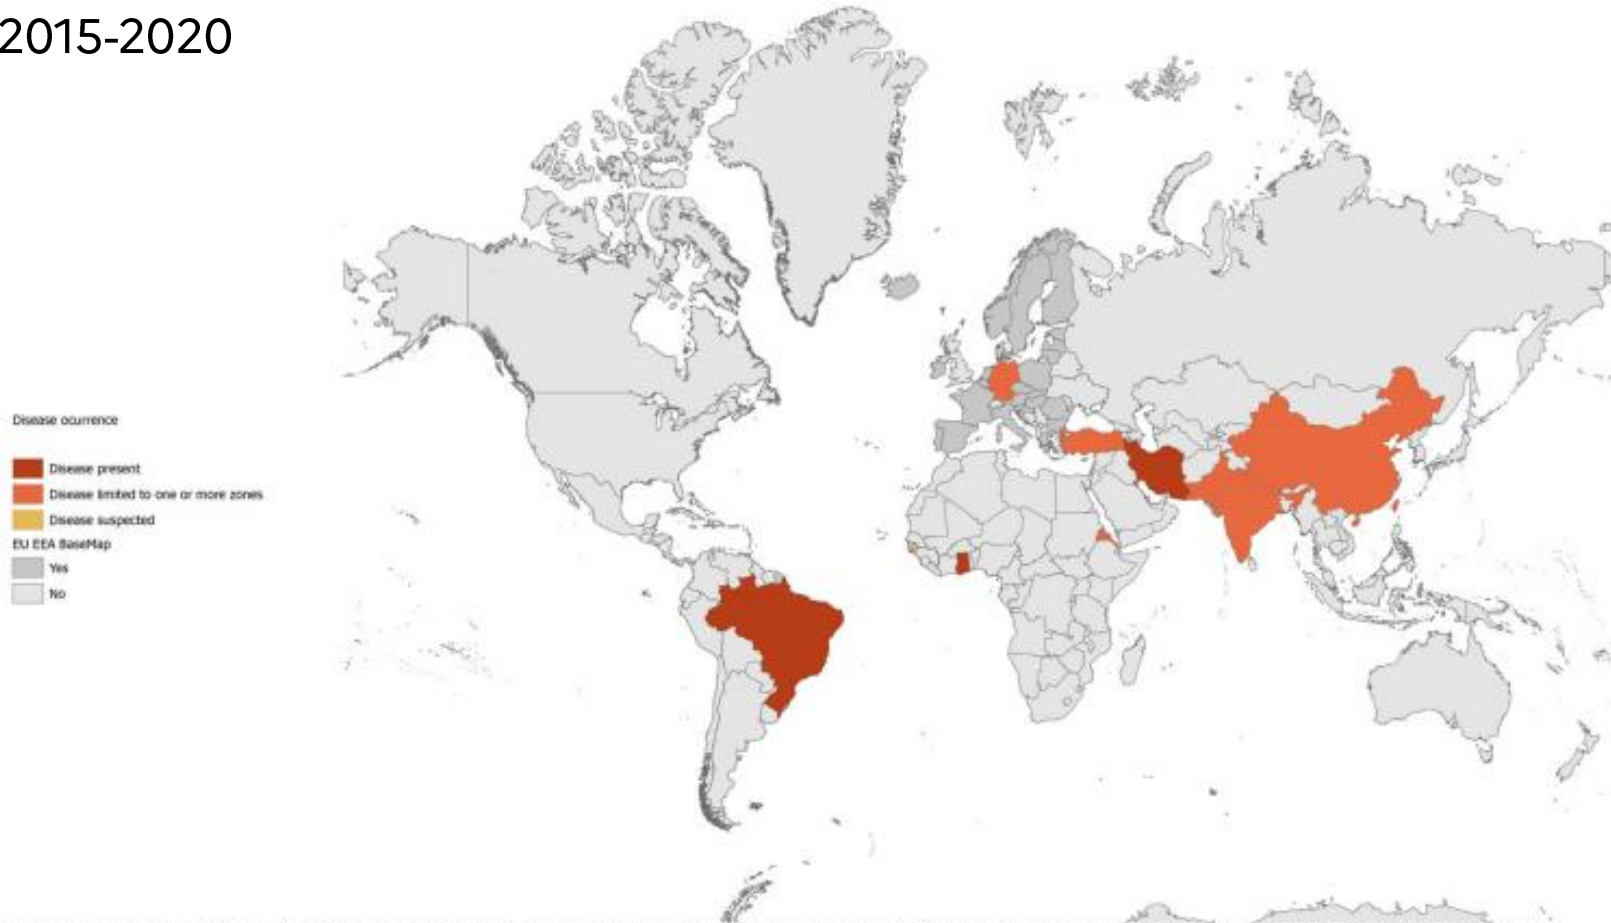 2015-2020
Disease ocurrence
Disease present
Disease limited to one or more zones
Disease suspected
EU EEA BaseMap
Yes
No